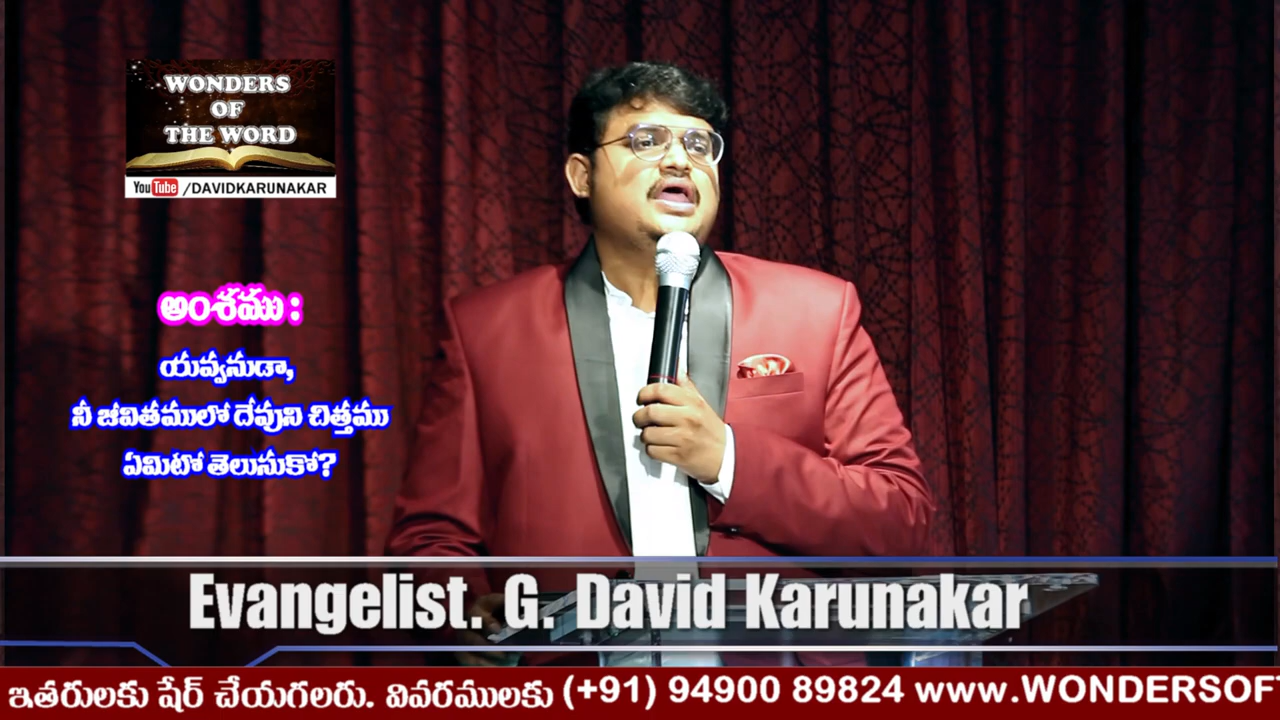 WONDERS
OF
THE WORD
YouTube /DAVIDKARUNAKAR
అంశము :
యవ్వనుడా,
నీ జీవితములో దేవుని చిత్తము
ఏమిటో తెలుసుకో?
Evangelist. G. David Karunakar
ఇతరులకు షేర్ చేయగలరు. వివరములకు (+91) 94900 89824 www.WONDERSOF